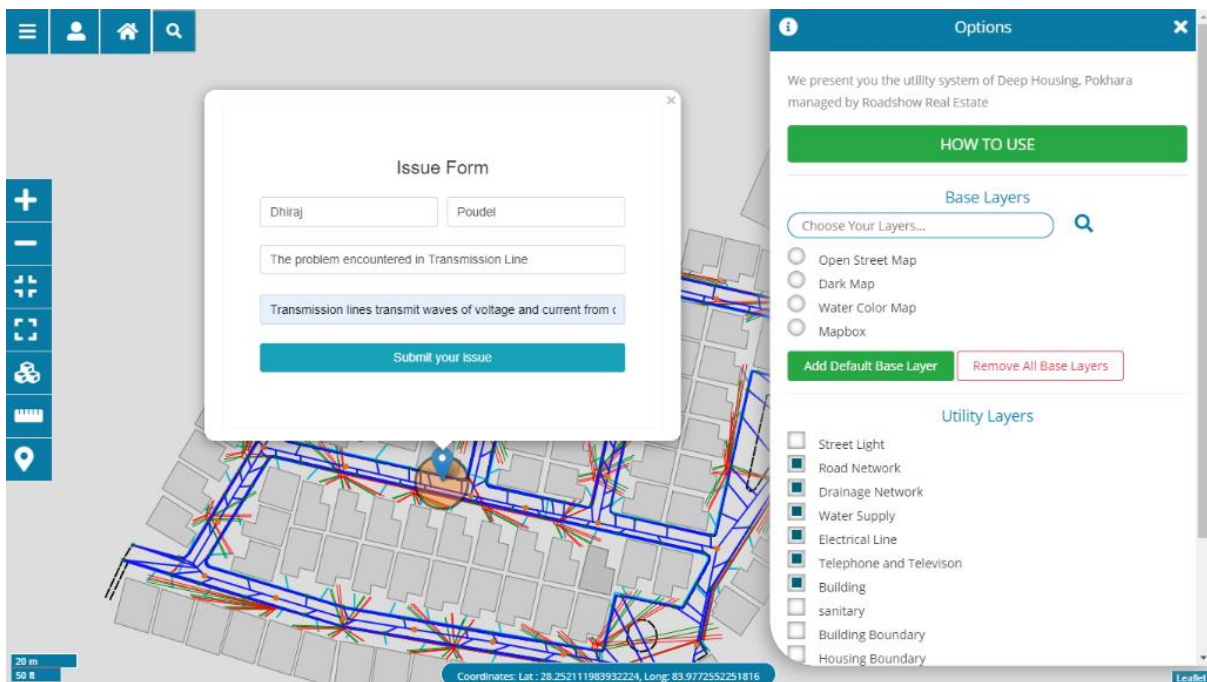 Options
We present you the utility system of Deep Housing, Pokhara
managed by Roadshow Real Estate
HOW TO USE
Base Layers
Choose Your Layers...
Open Street Map
Dark Map
Water Color Map
Mapbox
Add Default Base Layer
Remove All Base Layers
Utility Layers
Street Light
Road Network
Drainage Network
Water Supply
Electrical Line
Telephone and Televison
Building
sanitary
Building Boundary
Housing Boundary
×
Issue Form
Dhiraj
Poudel
The problem encountered in Transmission Line
Transmission lines transmit waves of voltage and current from
Submit your issue
20 m
50 ft
Coordinates: Lat : 28.252111983932224, Long: 83.9772552251816
Leaflet